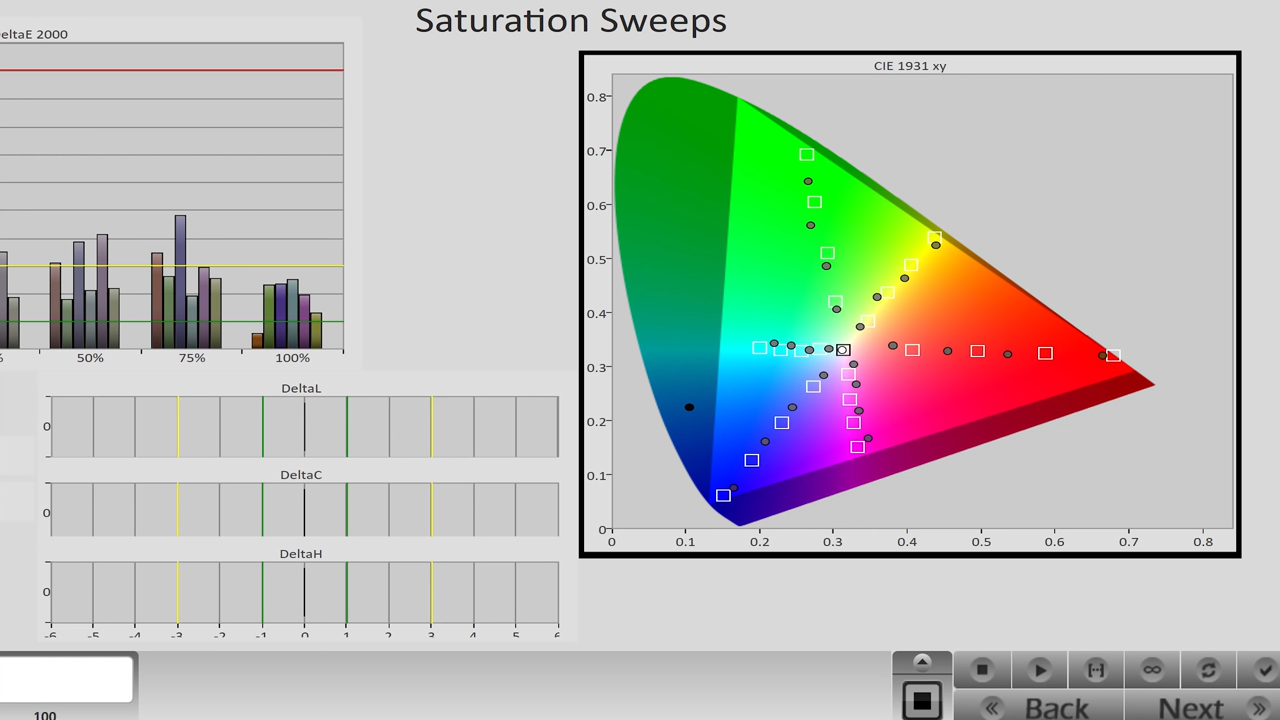 Saturation Sweeps
eltaE 2000
%
50%
75%
100%
CIE 1931 xy
0.8
0.7
0.6
0.5
0.4
0.3
0.2
0.1
0
0
0.1
0.2
0.3
0.4
0.5
0.6
0.7
0.8
DeltaL
0
DeltaC
0
DeltaH
0
-6 -5 -4 -3 -2 -1 0 1 2 3 4 5 6
100
Back
Next